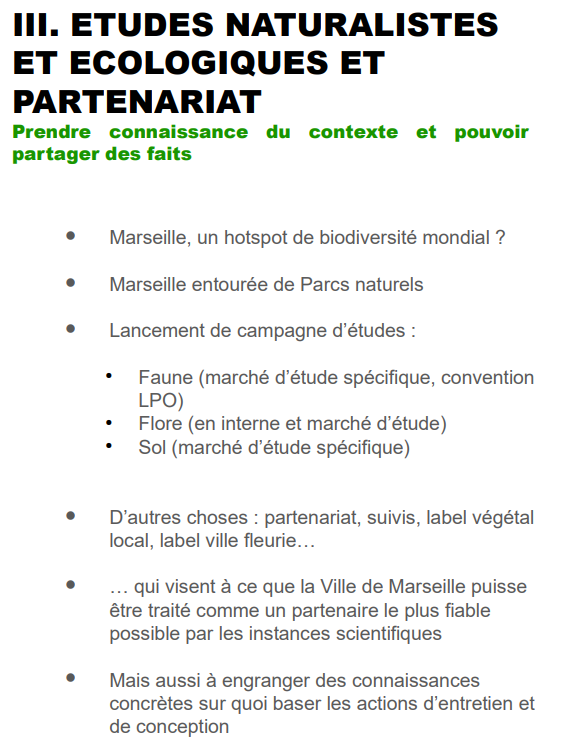 III. ETUDES NATURALISTES
ET ECOLOGIQUES ET
PARTENARIAT
Prendre connaissance du contexte et pouvoir
partager des faits
● Marseille, un hotspot de biodiversité mondial ?
● Marseille entourée de Parcs naturels
● Lancement de campagne d’études :
• Faune (marché d’étude spécifique, convention
LPO)
• Flore (en interne et marché d’étude)
• Sol (marché d’étude spécifique)
● D’autres choses : partenariat, suivis, label végétal
local, label ville fleurie…
● … qui visent à ce que la Ville de Marseille puisse
être traité comme un partenaire le plus fiable
possible par les instances scientifiques
● Mais aussi à engranger des connaissances
concrètes sur quoi baser les actions d’entretien et
de conception